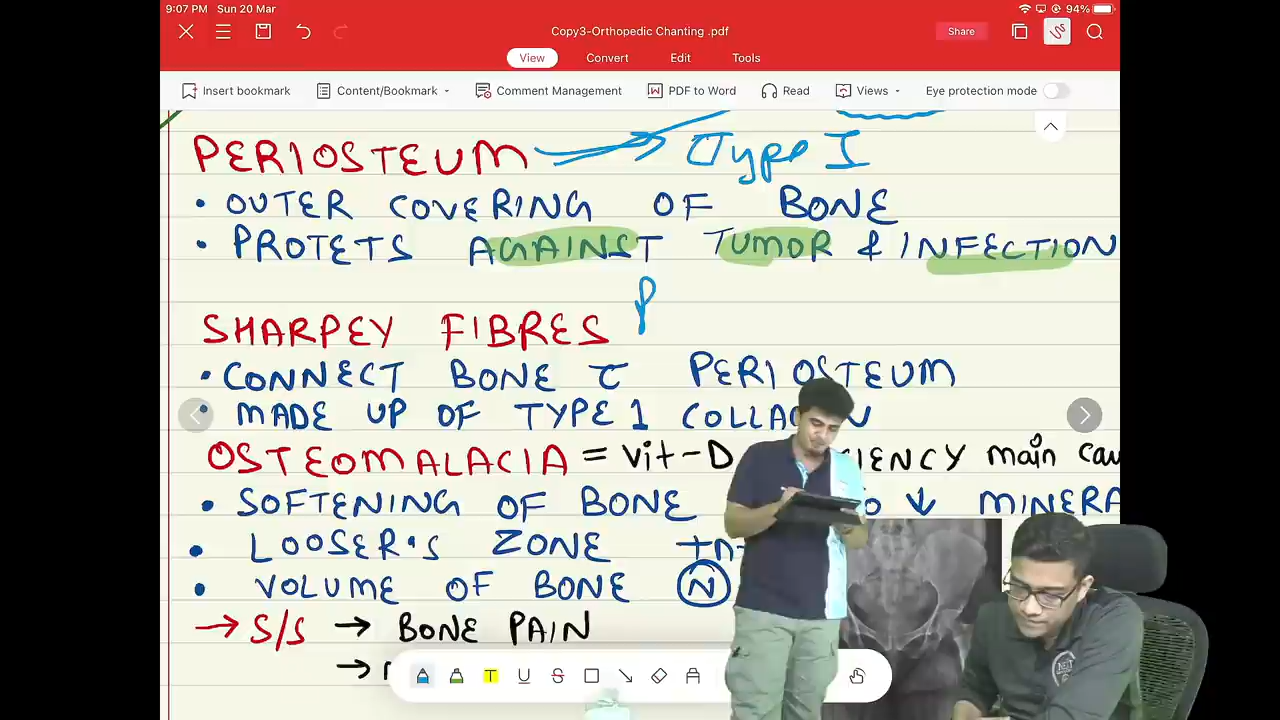 9:07 PM Sun 20 Mar
94%
Copy3-Orthopedic Chanting .pdf
Share
View Convert Edit Tools
Insert bookmark Content/Bookmark Comment Management PDF to Word Read Views Eye protection mode
PERIOSTEUM → Type I
• OUTER COVERING OF BONE
• PROTETS AGAINST TUMOR & INFECTION
P
SHARPEY FIBRES
• CONNECT BONE C̄ PERIOSTEUM
• MADE UP OF TYPE 1
OSTEOMALACIA = Vit-D main
• SOFTENING OF BONE ↓
• LOOSER'S ZONE
• VOLUME OF BONE N
→ S/S → BONE PAIN
→
T U S A